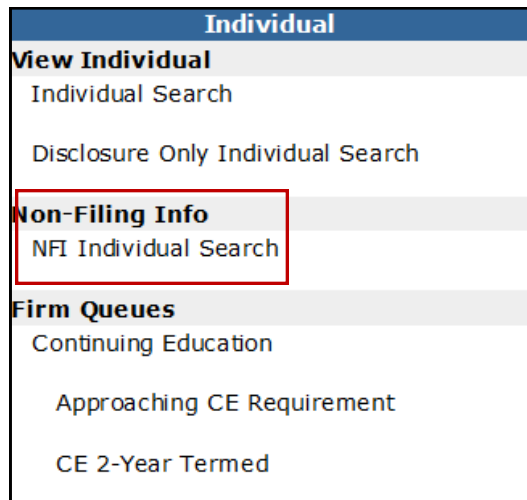 Individual
View Individual
Individual Search
Disclosure Only Individual Search
Non-Filing Info
NFI Individual Search
Firm Queues
Continuing Education
Approaching CE Requirement
CE 2-Year Termed